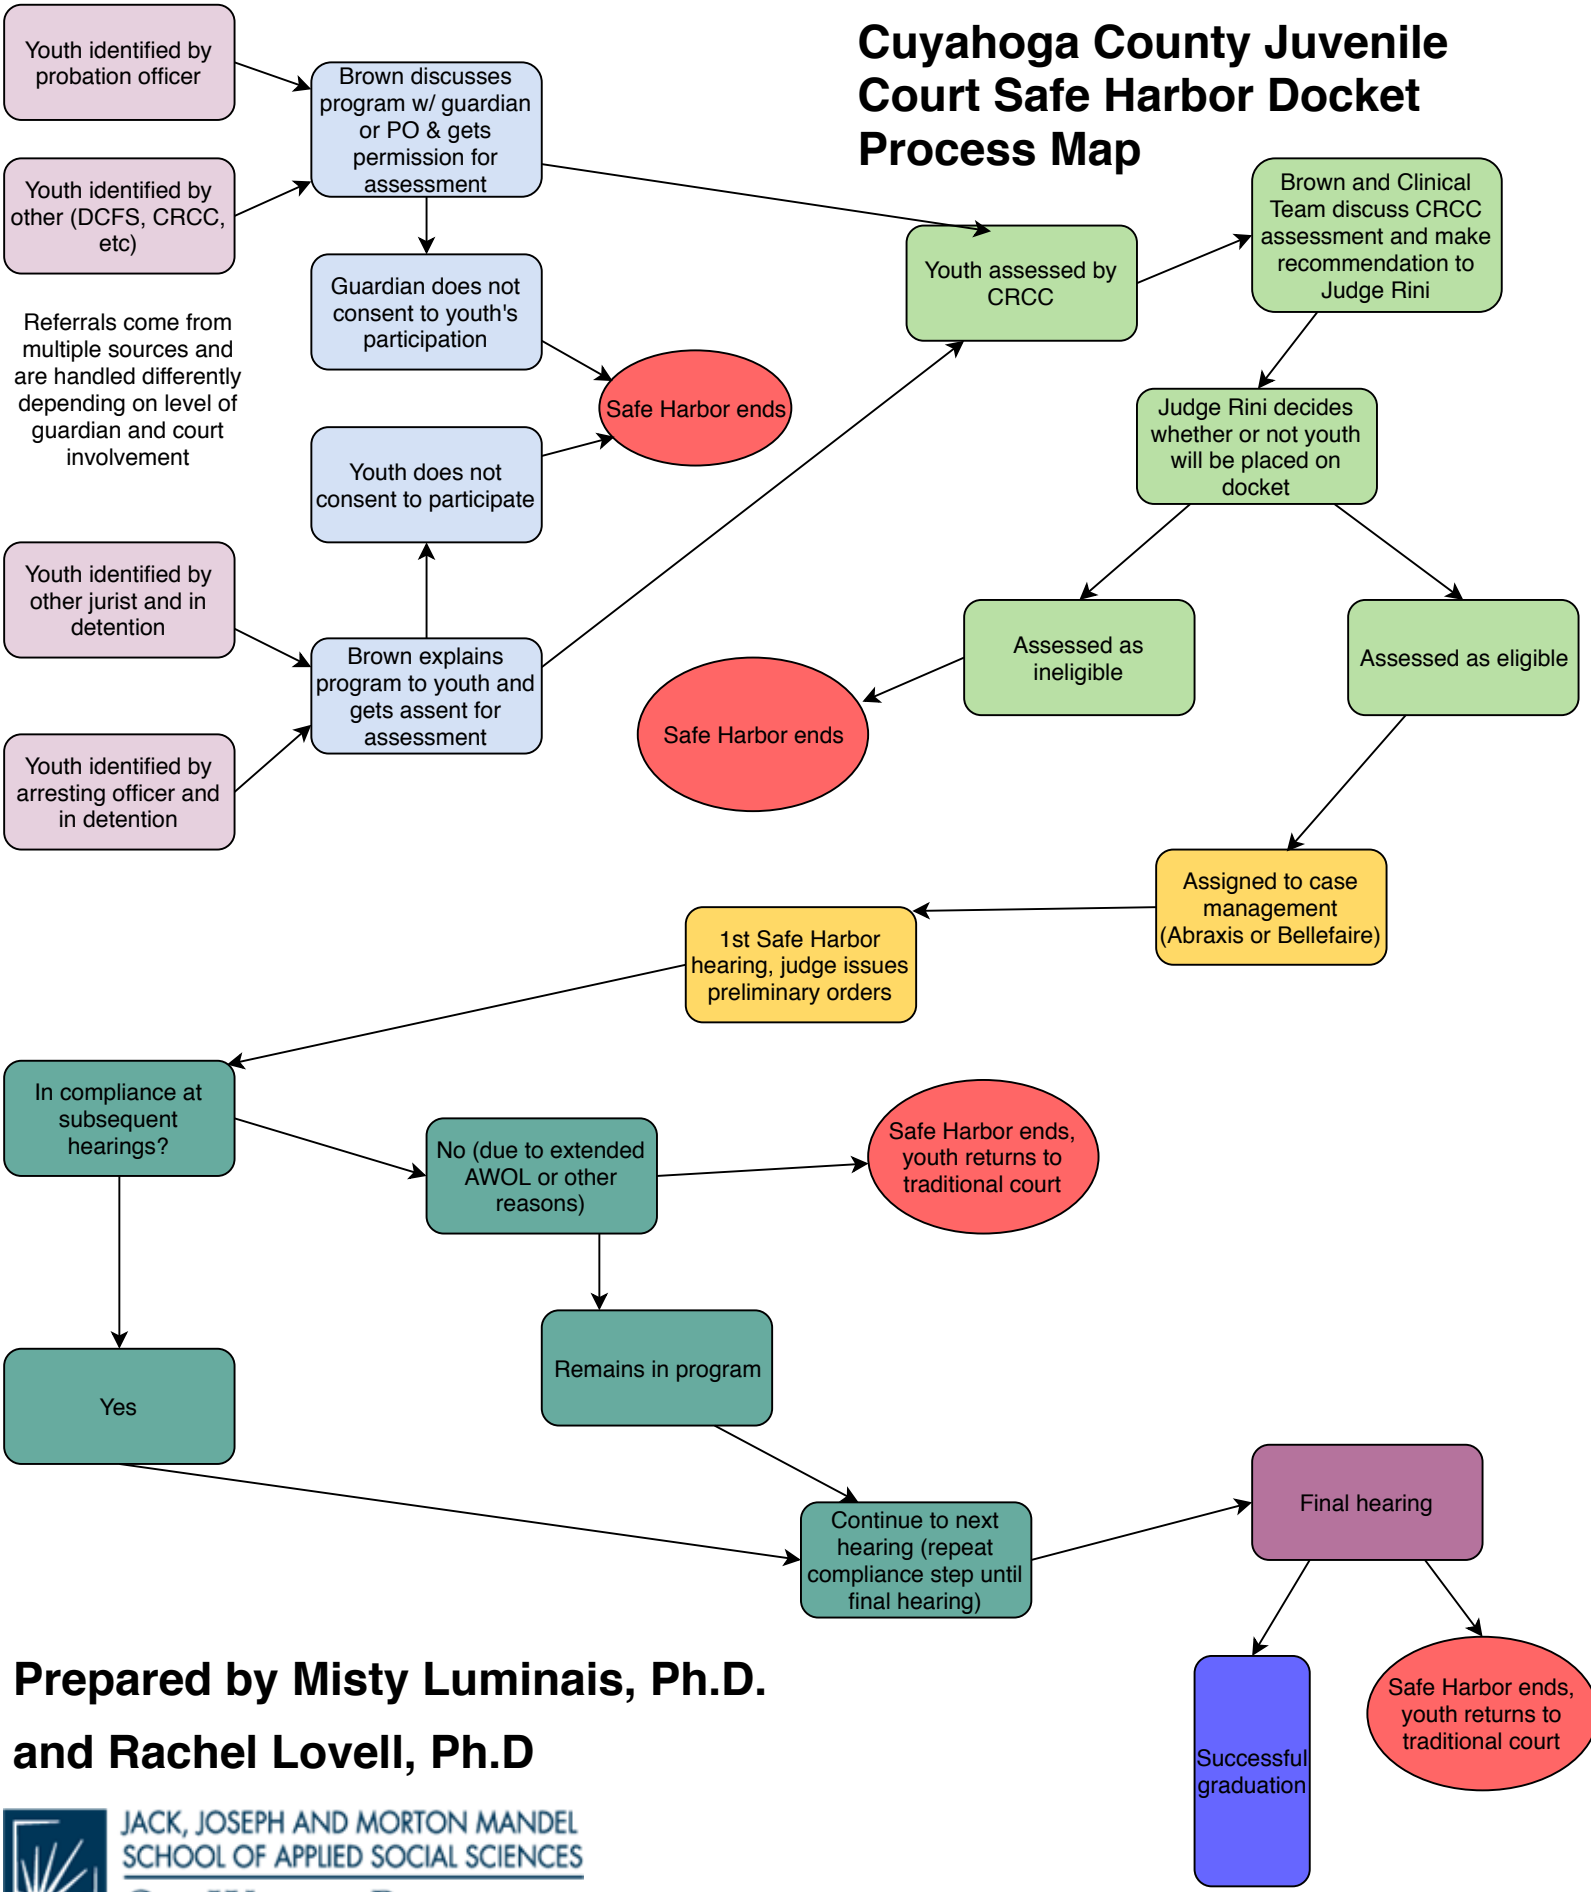 Cuyahoga County Juvenile
Court Safe Harbor Docket
Process Map
Youth identified by
probation officer
Youth identified by
other (DCFS, CRCC,
etc)
Referrals come from
multiple sources and
are handled differently
depending on level of
guardian and court
involvement
Youth identified by
other jurist and in
detention
Youth identified by
arresting officer and
in detention
Brown discusses
program w/ guardian
or PO & gets
permission for
assessment
Guardian does not
consent to youth's
participation
Youth does not
consent to participate
Brown explains
program to youth and
gets assent for
assessment
Safe Harbor ends
Youth assessed by
CRCC
Brown and Clinical
Team discuss CRCC
assessment and make
recommendation to
Judge Rini
Judge Rini decides
whether or not youth
will be placed on
docket
Assessed as
ineligible
Assessed as eligible
Safe Harbor ends
Assigned to case
management
(Abraxis or Bellefaire)
1st Safe Harbor
hearing, judge issues
preliminary orders
In compliance at
subsequent
hearings?
No (due to extended
AWOL or other
reasons)
Safe Harbor ends,
youth returns to
traditional court
Remains in program
Yes
Continue to next
hearing (repeat
compliance step until
final hearing)
Final hearing
Successful
graduation
Safe Harbor ends,
youth returns to
traditional court
Prepared by Misty Luminais, Ph.D.
and Rachel Lovell, Ph.D
JACK, JOSEPH AND MORTON MANDEL
SCHOOL OF APPLIED SOCIAL SCIENCES